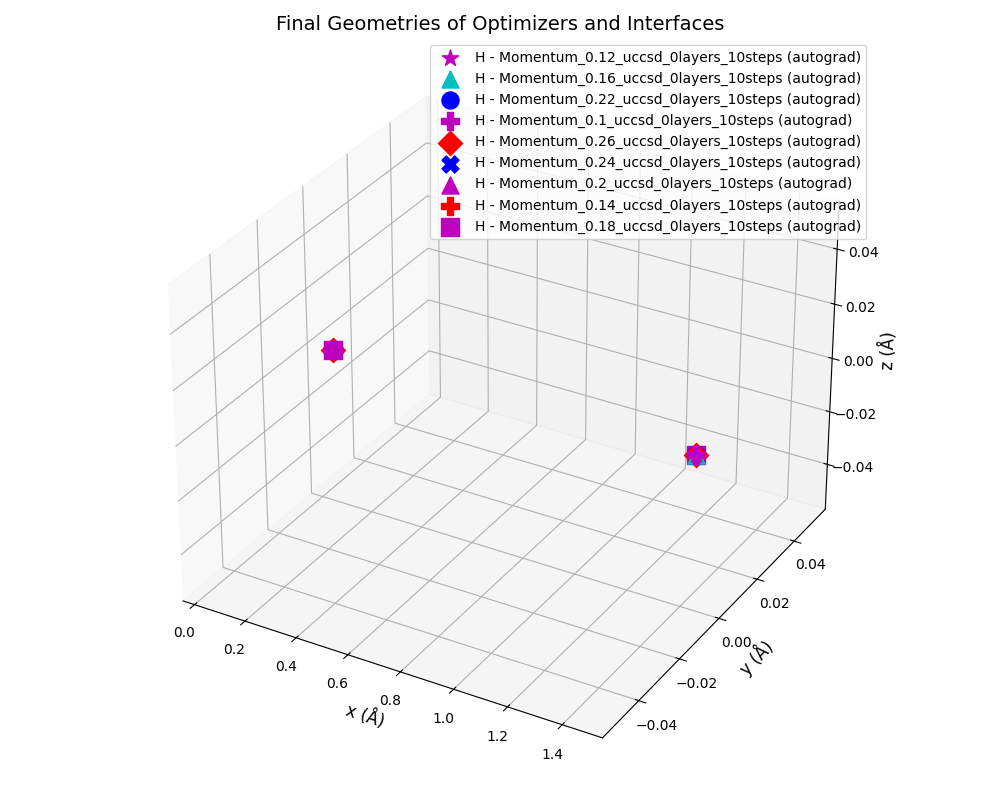 Final Geometries of Optimizers and Interfaces
H - Momentum_0.12_uccsd_0layers_10steps (autograd)
H - Momentum_0.16_uccsd_0layers_10steps (autograd)
H - Momentum_0.22_uccsd_0layers_10steps (autograd)
H - Momentum_0.1_uccsd_0layers_10steps (autograd)
H - Momentum_0.26_uccsd_0layers_10steps (autograd)
H - Momentum_0.24_uccsd_0layers_10steps (autograd)
H - Momentum_0.2_uccsd_0layers_10steps (autograd)
H - Momentum_0.14_uccsd_0layers_10steps (autograd)
H - Momentum_0.18_uccsd_0layers_10steps (autograd)
0.04
0.02
0.00
−0.02
−0.04
z (Å)
0.04
0.02
0.00
−0.02
−0.04
y (Å)
0.0
0.2
0.4
0.6
0.8
1.0
1.2
1.4
x (Å)